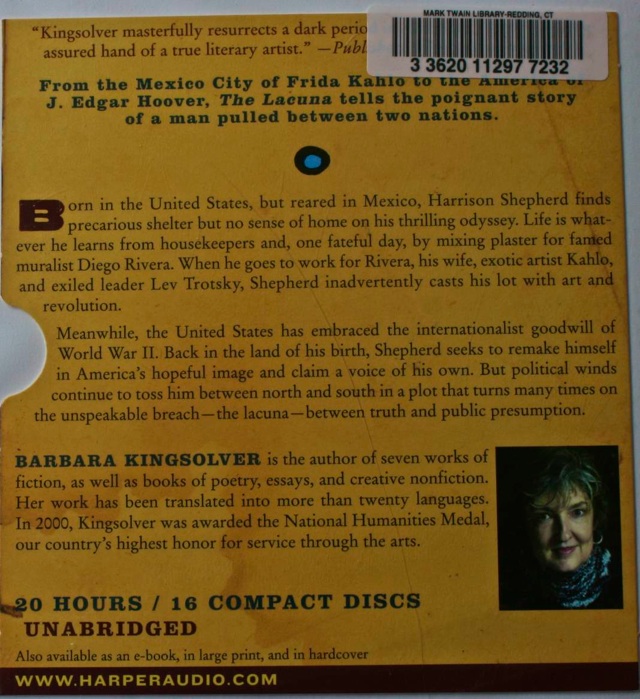 "Kingsolver masterfully resurrects a dark
assured hand of a true literary artist." —
MARK TWAIN LIBRARY-REDDING, CT
3 3620 11297 7232
From the Mexico City of Frida Kahlo to the America of
J. Edgar Hoover, The Lacuna tells the poignant story
of a man pulled between two nations.
Born in the United States, but reared in Mexico, Harrison Shepherd finds
precarious shelter but no sense of home on his thrilling odyssey. Life is what-
ever he learns from housekeepers and, one fateful day, by mixing plaster for famed
muralist Diego Rivera. When he goes to work for Rivera, his wife, exotic artist Kahlo,
and exiled leader Lev Trotsky, Shepherd inadvertently casts his lot with art and
revolution.
Meanwhile, the United States has embraced the internationalist goodwill of
World War II. Back in the land of his birth, Shepherd seeks to remake himself
in America's hopeful image and claim a voice of his own. But political winds
continue to toss him between north and south in a plot that turns many times on
the unspeakable breach—the lacuna—between truth and public presumption.
BARBARA KINGSOLVER is the author of seven works of
fiction, as well as books of poetry, essays, and creative nonfiction.
Her work has been translated into more than twenty languages.
In 2000, Kingsolver was awarded the National Humanities Medal,
our country's highest honor for service through the arts.
20 HOURS / 16 COMPACT DISCS
UNABRIDGED
Also available as an e-book, in large print, and in hardcover
WWW.HARPERAUDIO.COM